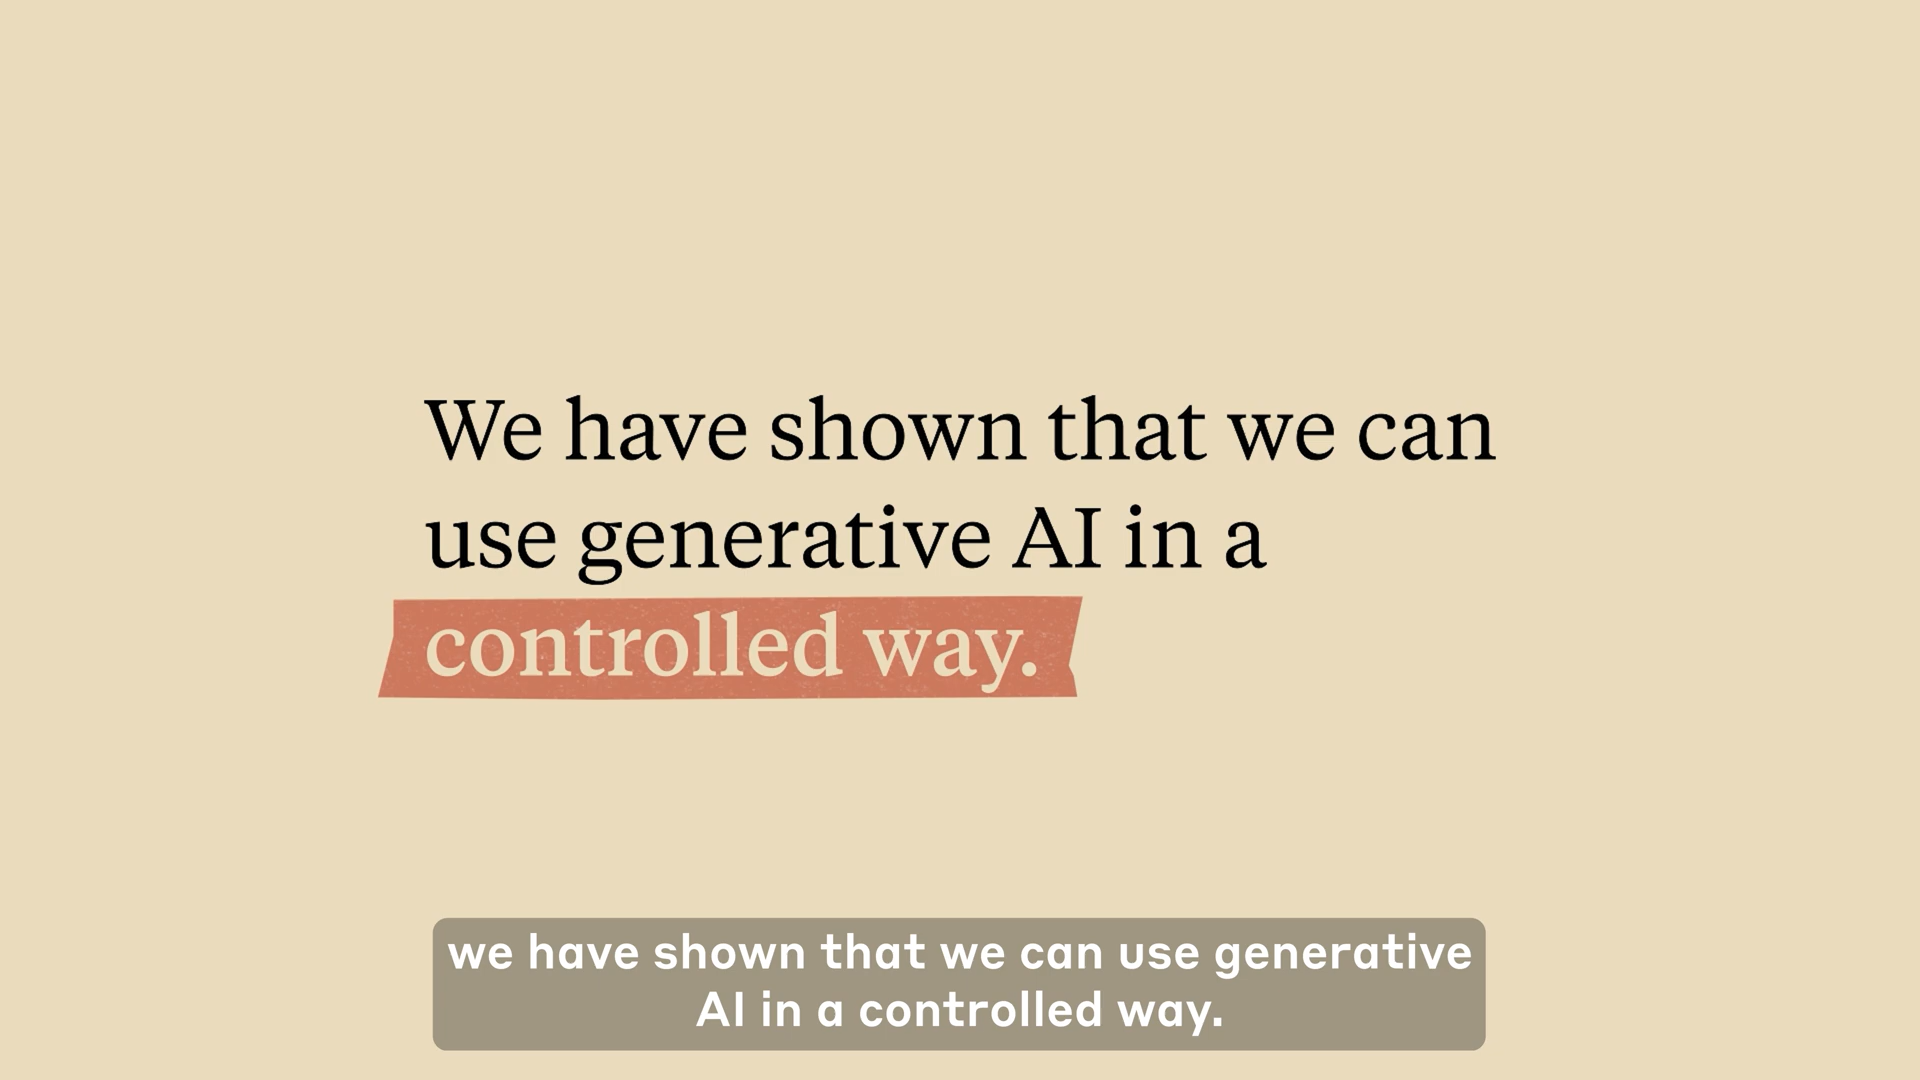 We have shown that we can
use generative AI in a
controlled way.
we have shown that we can use generative
AI in a controlled way.